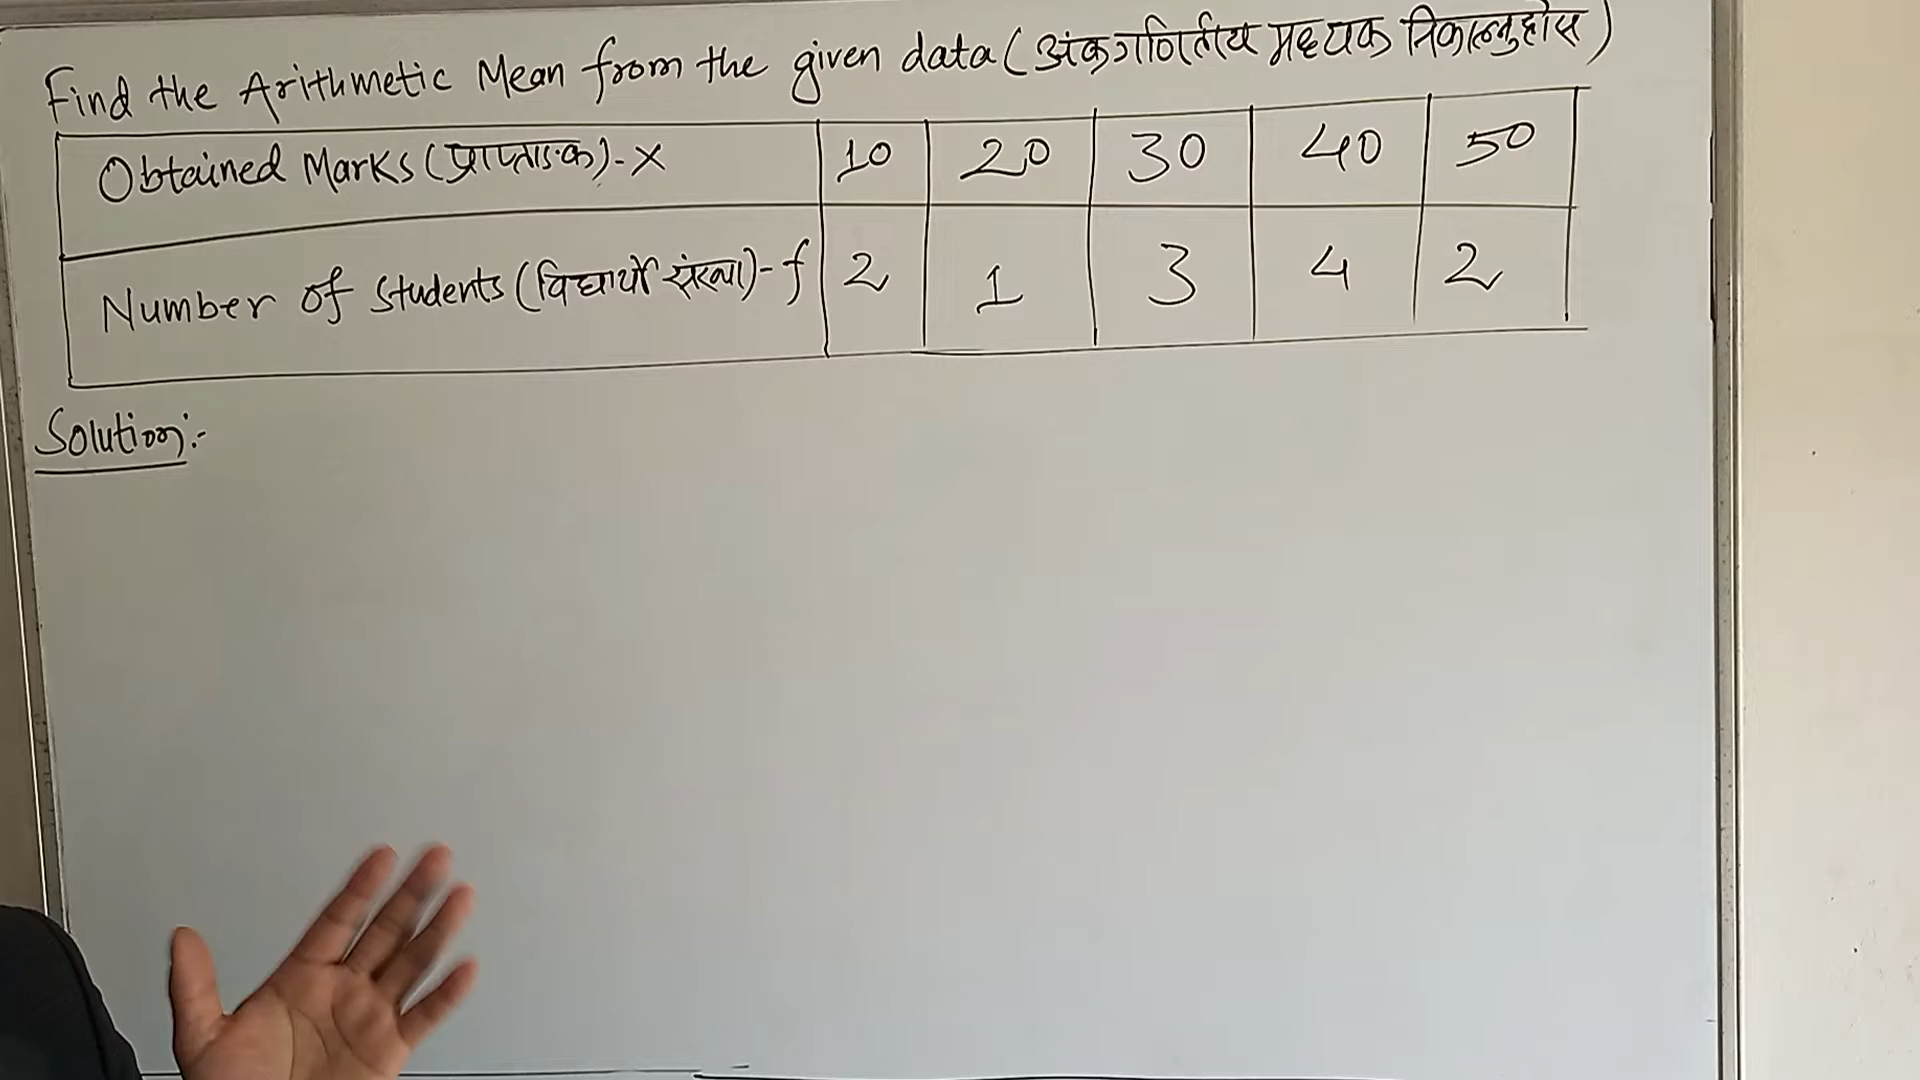 Find the Arithmetic Mean from the given data (अंकगणितीय मध्यक निकाल्नुहोस)
Obtained Marks (प्राप्ताङ्क) - X 10 20 30 40 50
Number of students (विद्यार्थी संख्या) - f 2 1 3 4 2
Solution:-